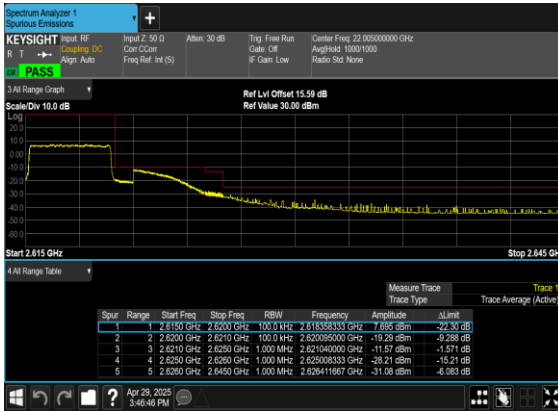 Spectrum Analyzer 1
Spurious Emissions
+
KEYSIGHT Input: RF Input Z: 50 Ω Atten: 30 dB Trig: Free Run Center Freq: 22.005000000 GHz
R T Coupling: DC Corr CCorr Gate: Off Avg|Hold: 1000/1000
Align: Auto Freq Ref: Int (S) IF Gain: Low Radio Std: None
PASS
3 All Range Graph
Ref Lvl Offset 15.59 dB
Scale/Div 10.0 dB Ref Value 30.00 dBm
Log
20.0
10.0
0.00
-10.0
-20.0
-30.0
-40.0
-50.0
-60.0
Start 2.615 GHz Stop 2.645 GH
4 All Range Table
Measure Trace Trace 1
Trace Type Trace Average (Active)
Spur Range Start Freq Stop Freq RBW Frequency Amplitude ΔLimit
1 1 2.6150 GHz 2.6200 GHz 100.0 kHz 2.618358333 GHz 7.695 dBm -22.30 dB
2 2 2.6200 GHz 2.6210 GHz 100.0 kHz 2.620095000 GHz -19.29 dBm -9.288 dB
3 3 2.6210 GHz 2.6250 GHz 1.000 MHz 2.621040000 GHz -11.57 dBm -1.571 dB
4 4 2.6250 GHz 2.6260 GHz 1.000 MHz 2.625008333 GHz -28.21 dBm -15.21 dB
5 5 2.6260 GHz 2.6450 GHz 1.000 MHz 2.626411667 GHz -31.08 dBm -6.083 dB
?
Apr 29, 2025
3:46:46 PM